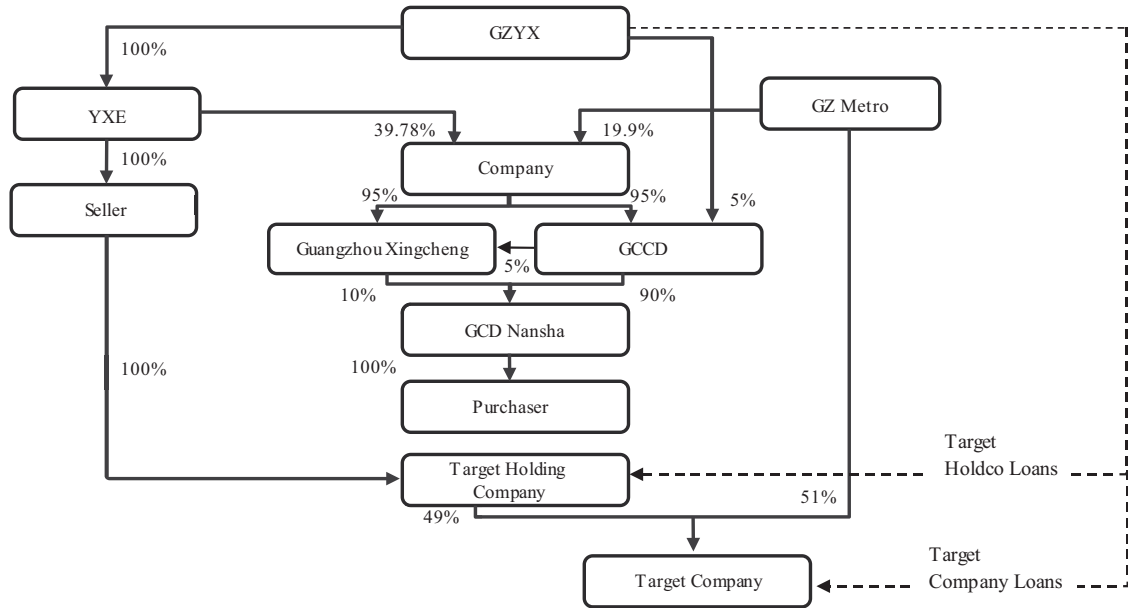 GZYX
100%
GZ Metro
YXE
39.78%
19.9%
100%
Company
95%
95%
5%
Seller
Guangzhou Xingcheng
GCCD
5%
10%
90%
GCD Nansha
100%
100%
Purchaser
Target
Holdco Loans
Target Holding
Company
51%
49%
Target
Company Loans
Target Company